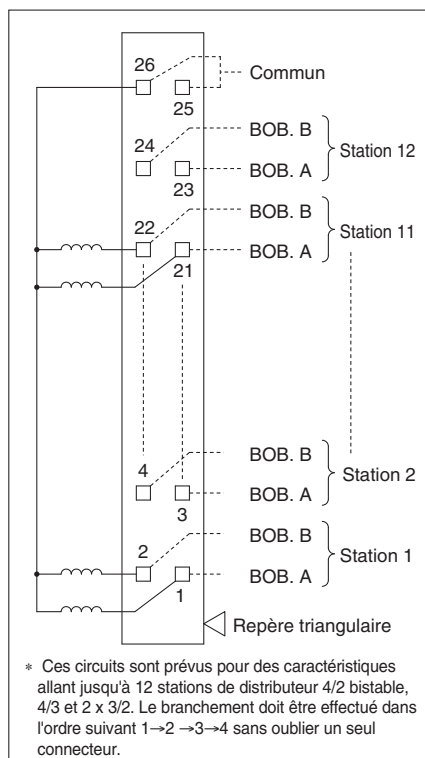 26
Commun
25
BOB. B
24
Station 12
BOB. A
23
BOB. B
22
Station 11
BOB. A
21
BOB. B
4
Station 2
BOB. A
3
BOB. B
2
Station 1
BOB. A
1
Repère triangulaire
* Ces circuits sont prévus pour des caractéristiques
allant jusqu'à 12 stations de distributeur 4/2 bistable,
4/3 et 2 x 3/2. Le branchement doit être effectué dans
l'ordre suivant 1→2 →3→4 sans oublier un seul
connecteur.